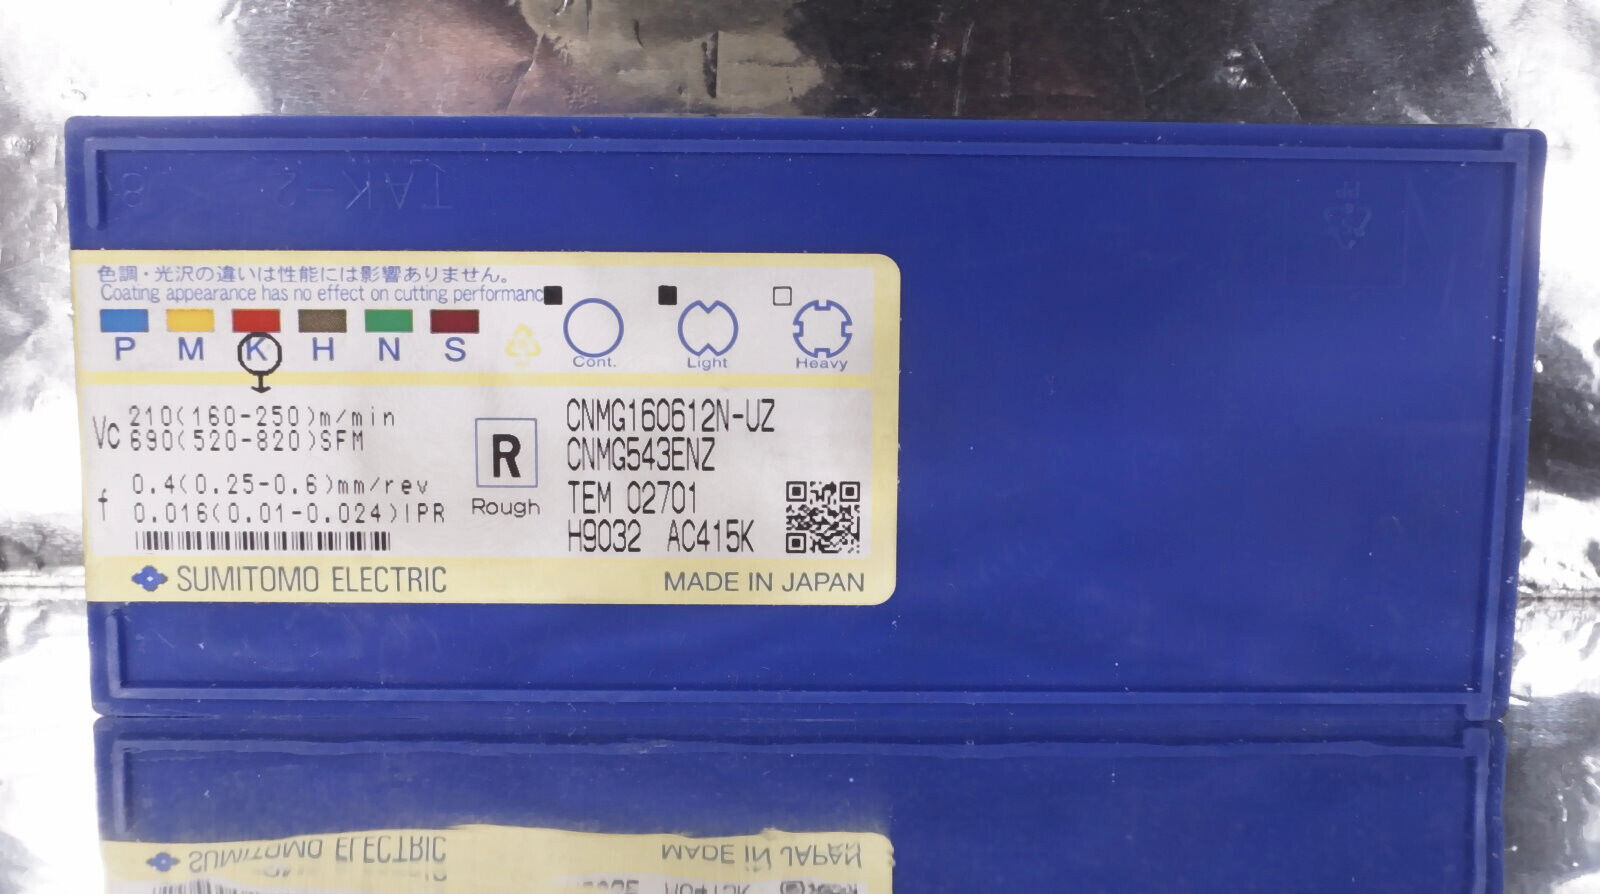 TAK-2
色調・光沢の違いは性能には影響ありません。
Coating appearance has no effect on cutting performanc
P M K H N S
Cont. Light Heavy
Vc 210(160-250)m/min
690(520-820)SFM
f 0.4(0.25-0.6)mm/rev
0.016(0.01-0.024)IPR
R
Rough
CNMG160612N-UZ
CNMG543ENZ
TEM 02701
H9032 AC415K
SUMITOMO ELECTRIC MADE IN JAPAN